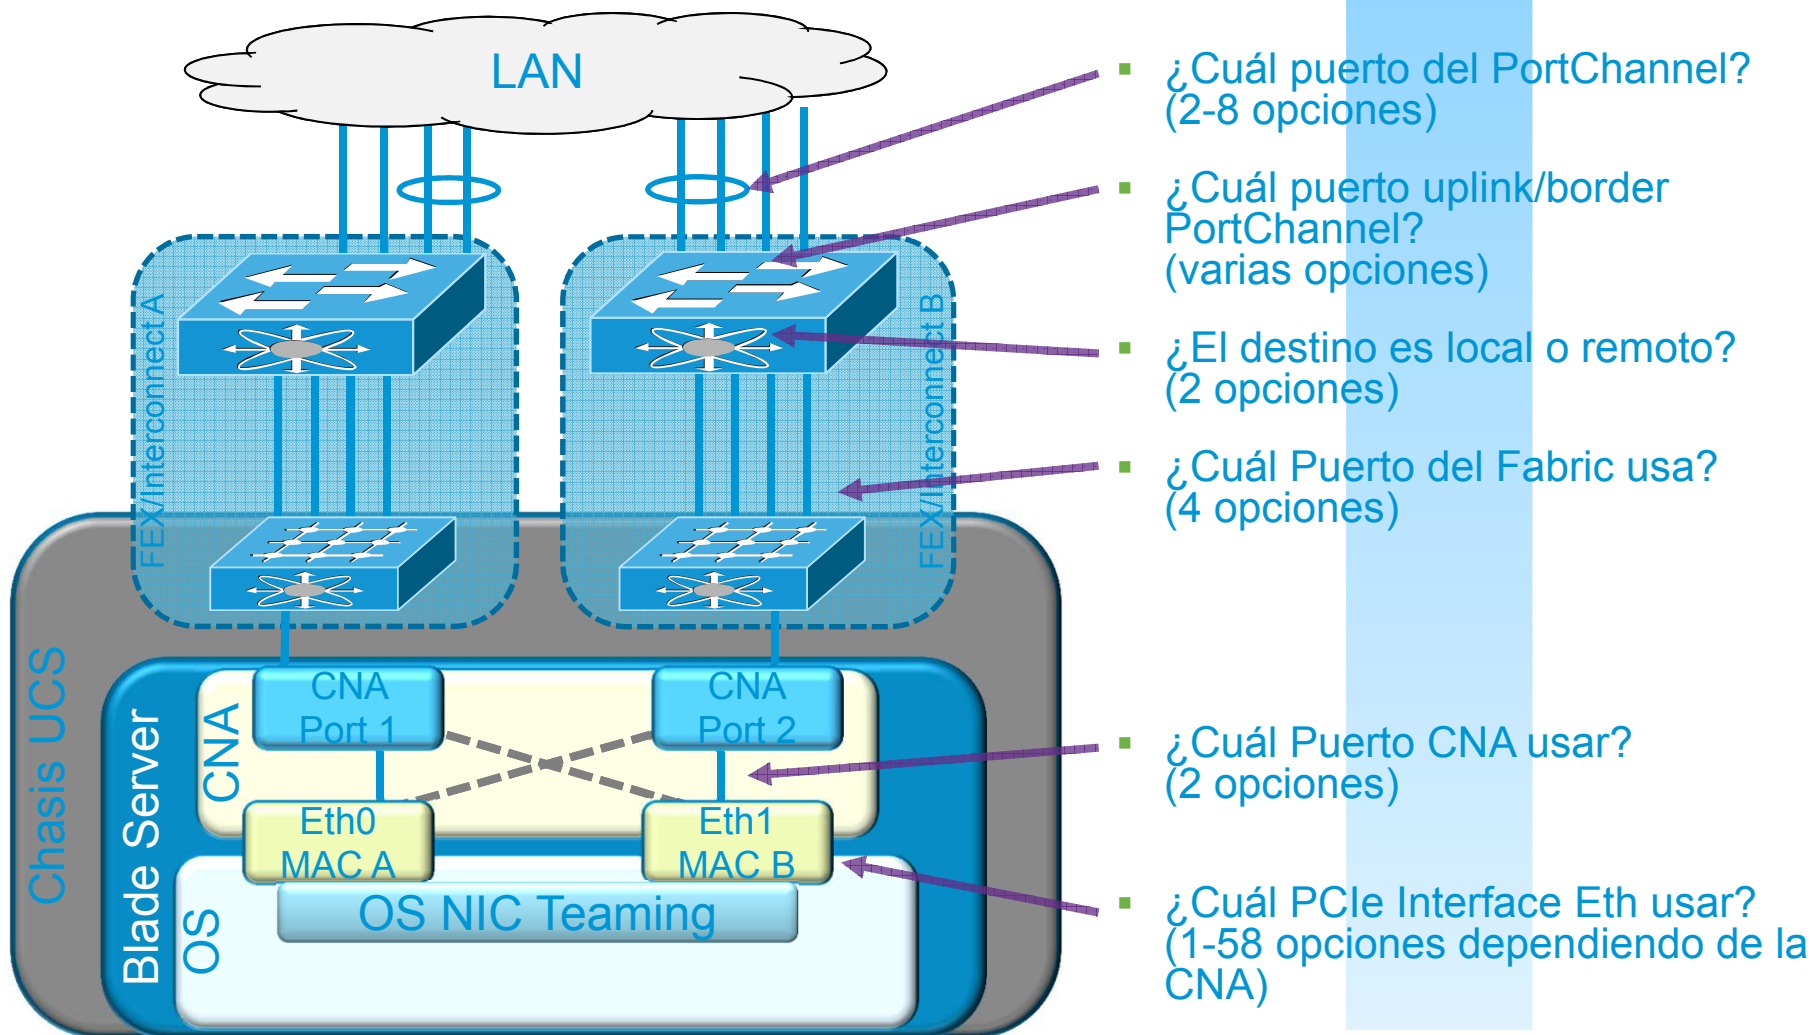 LAN
FEX/Interconnect A
FEX/Interconnect B
Chasis UCS
Blade Server
CNA
CNA
Port 1
CNA
Port 2
Eth0
MAC A
Eth1
MAC B
OS
OS NIC Teaming
¿Cuál puerto del PortChannel?
(2-8 opciones)
¿Cuál puerto uplink/border
PortChannel?
(varias opciones)
¿El destino es local o remoto?
(2 opciones)
¿Cuál Puerto del Fabric usa?
(4 opciones)
¿Cuál Puerto CNA usar?
(2 opciones)
¿Cuál PCIe Interface Eth usar?
(1-58 opciones dependiendo de la
CNA)